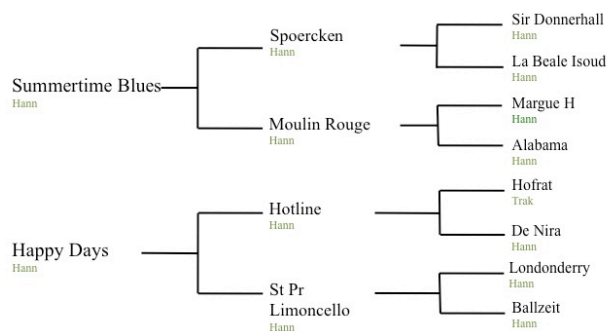 Summertime Blues
Hann
Spoercken
Hann
Moulin Rouge
Hann
Sir Donnerhall
Hann
La Beale Isoud
Hann
Margue H
Hann
Alabama
Hann
Happy Days
Hann
Hotline
Hann
St Pr
Limoncello
Hann
Hofrat
Trak
De Nira
Hann
Londonderry
Hann
Ballzeit
Hann